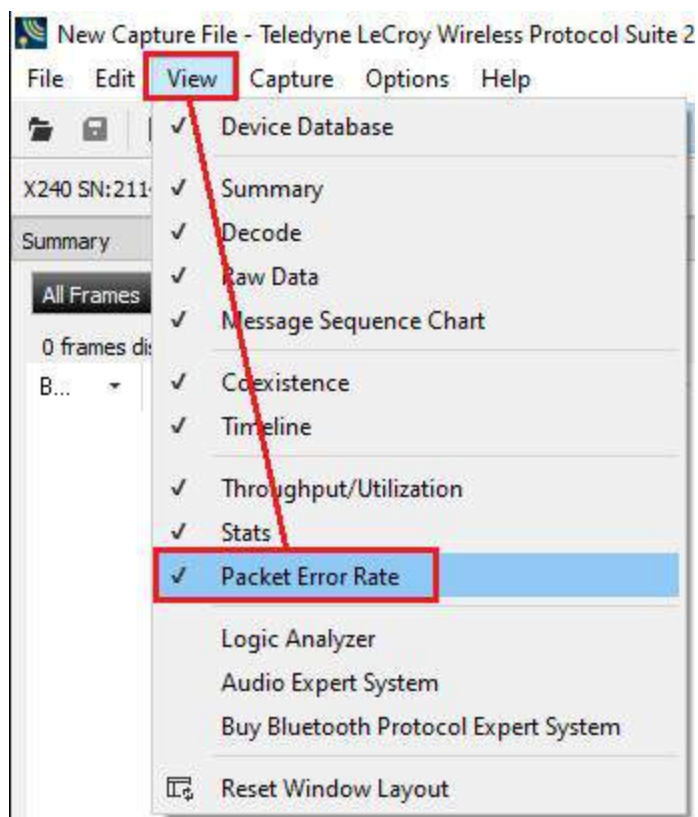 New Capture File - Teledyne LeCroy Wireless Protocol Suite 2
File Edit View Capture Options Help
Device Database
X240 SN:211
Summary
Summary
Decode
All Frames
Raw Data
Message Sequence Chart
0 frames dis
B...
Coexistence
Timeline
Throughput/Utilization
Stats
Packet Error Rate
Logic Analyzer
Audio Expert System
Buy Bluetooth Protocol Expert System
Reset Window Layout